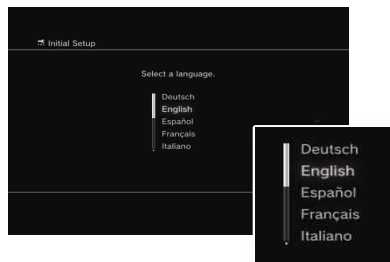 Initial Setup
Select a language.
Deutsch
English
Español
Français
Italiano
Deutsch
English
Español
Français
Italiano